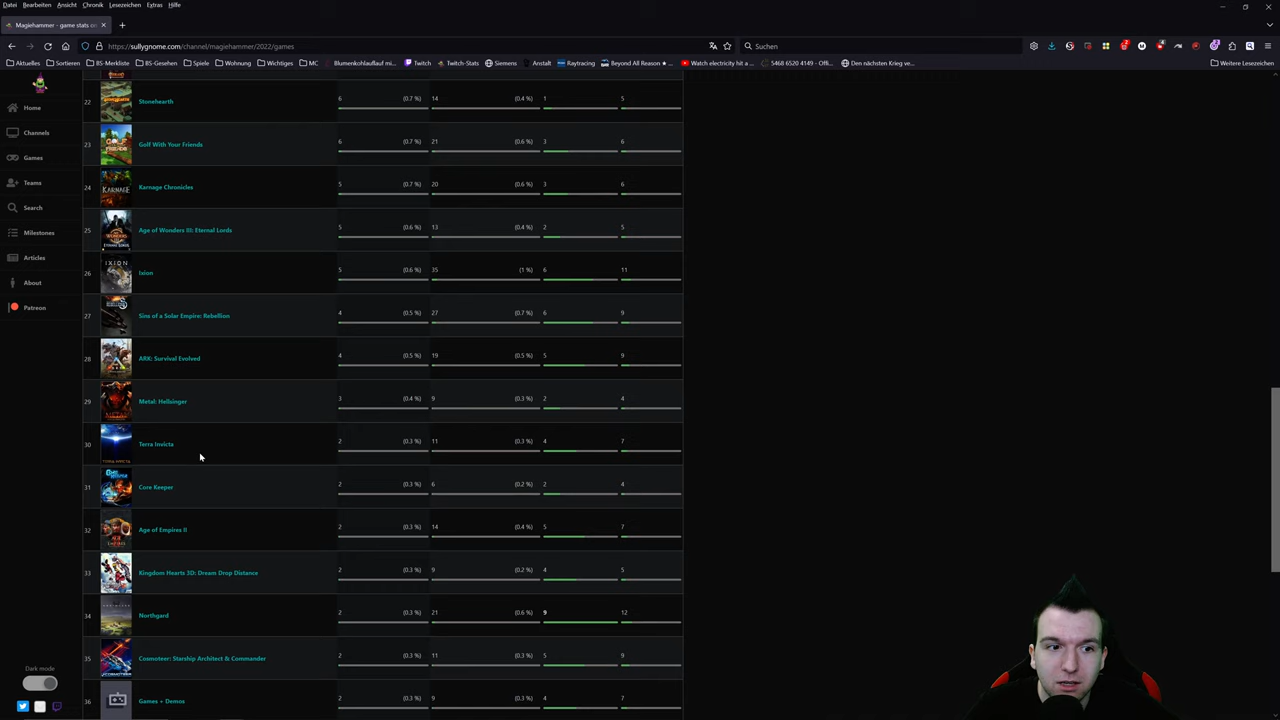 Datei Bearbeiten Ansicht Chronik Lesezeichen Extras Hilfe
Magiehammer - game stats on
https://sullygnome.com/channel/magiehammer/2022/games
Suchen
Aktuelles Sortieren BS-Merkliste BS-Gesehen Spiele Wohnung Wichtiges MC Blumenkohlauflauf mi... Twitch Twitch-Stats Siemens Anstalt Raytracing Beyond All Reason ★... Watch electricity hit a ... 5468 6520 4149 - Offi... Den nächsten Krieg ve... Weitere Lesezeichen
Home
Channels
Games
Teams
Search
Milestones
Articles
About
Patreon
22 Stonehearth 6 (0.7 %) 14 (0.4 %) 1 5
23 Golf With Your Friends 6 (0.7 %) 21 (0.6 %) 3 6
24 Karnage Chronicles 5 (0.7 %) 20 (0.6 %) 3 6
25 Age of Wonders III: Eternal Lords 5 (0.6 %) 13 (0.4 %) 2 5
26 Ixion 5 (0.6 %) 35 (1 %) 6 11
27 Sins of a Solar Empire: Rebellion 4 (0.5 %) 27 (0.7 %) 6 9
28 ARK: Survival Evolved 4 (0.5 %) 19 (0.5 %) 5 9
29 Metal: Hellsinger 3 (0.4 %) 9 (0.3 %) 2 4
30 Terra Invicta 2 (0.3 %) 11 (0.3 %) 4 7
31 Core Keeper 2 (0.3 %) 6 (0.2 %) 2 4
32 Age of Empires II 2 (0.3 %) 14 (0.4 %) 5 7
33 Kingdom Hearts 3D: Dream Drop Distance 2 (0.3 %) 9 (0.2 %) 4 5
34 Northgard 2 (0.3 %) 21 (0.6 %) 9 12
35 Cosmoteer: Starship Architect & Commander 2 (0.3 %) 11 (0.3 %) 5 9
36 Games + Demos 2 (0.3 %) 9 (0.3 %) 4 7
Dark mode